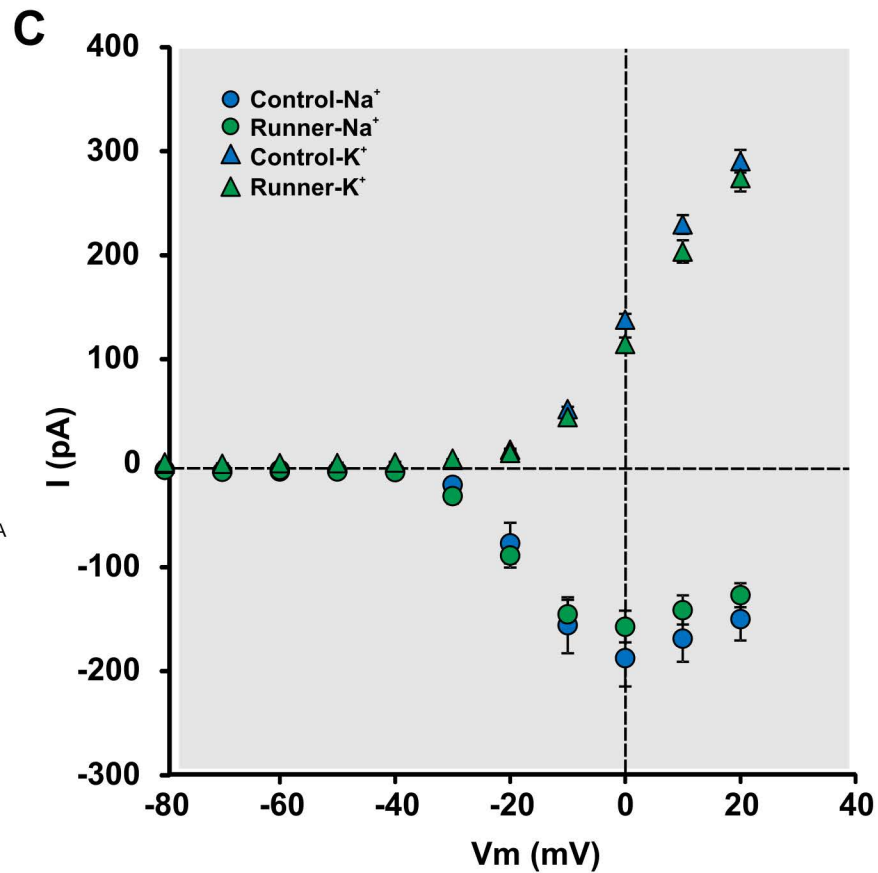 C
400
300
200
100
0
-100
-200
-300
I (pA)
Control-Na⁺
Runner-Na⁺
Control-K⁺
Runner-K⁺
A
-80 -60 -40 -20 0 20 40
Vm (mV)